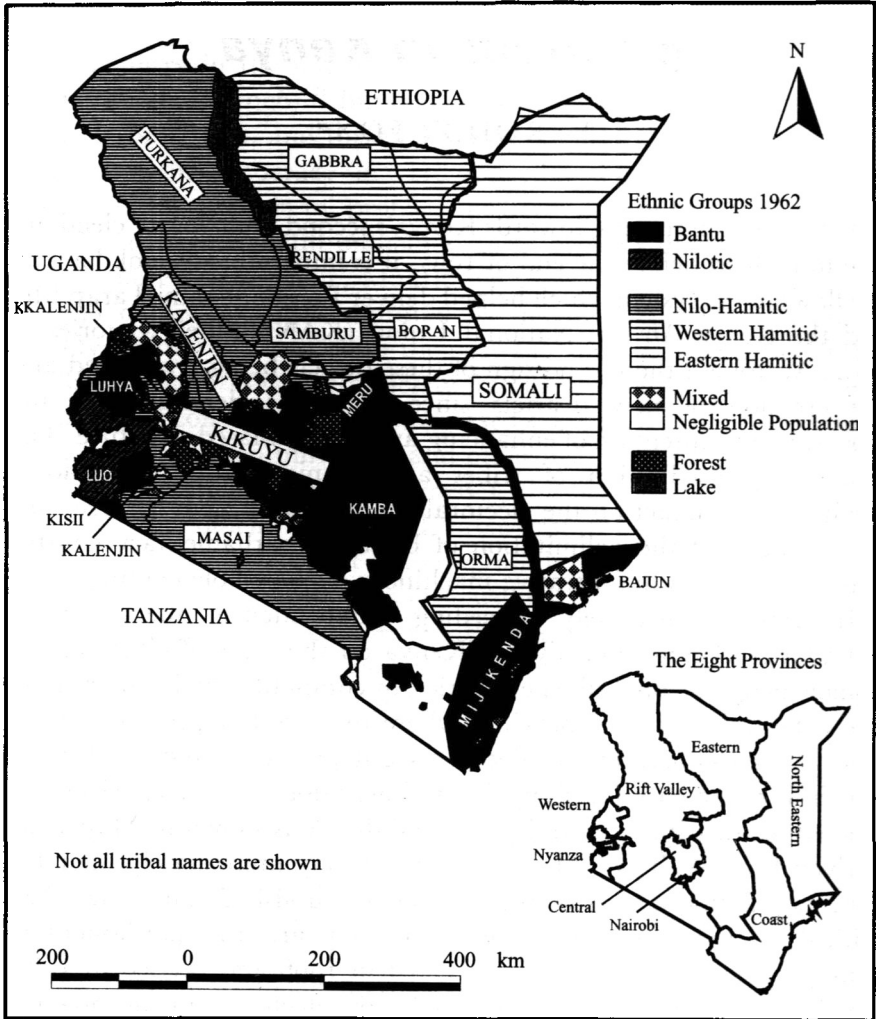 N
ETHIOPIA
TURKANA
GABBRA
Ethnic Groups 1962
Bantu
Nilotic
UGANDA
RENDILLE
KKALENJIN
KALENJIN
SAMBURU
BORAN
Nilo-Hamitic
Western Hamitic
Eastern Hamitic
LUHYA
MERU
SOMALI
Mixed
Negligible Population
KIKUYU
Forest
Lake
LUO
KAMBA
KISII
KALENJIN
MASAI
ORMA
BAJUN
TANZANIA
MIJIKENDA
The Eight Provinces
Eastern
North Eastern
Rift Valley
Western
Nyanza
Central
Nairobi
Coast
Not all tribal names are shown
200 0 200 400 km